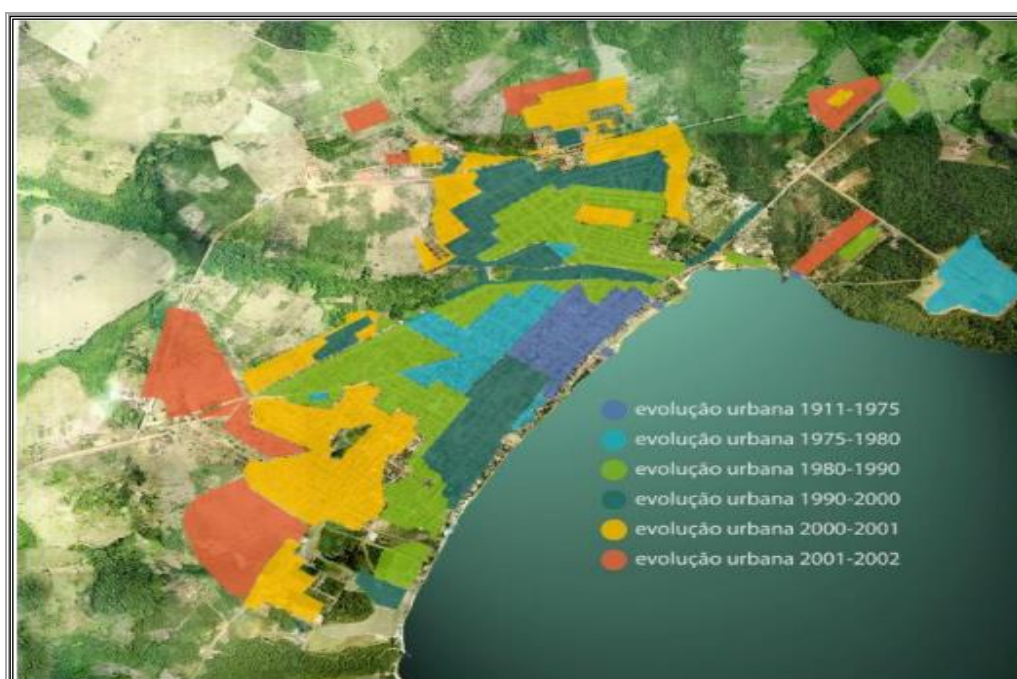 evolução urbana 1911-1975
evolução urbana 1975-1980
evolução urbana 1980-1990
evolução urbana 1990-2000
evolução urbana 2000-2001
evolução urbana 2001-2002